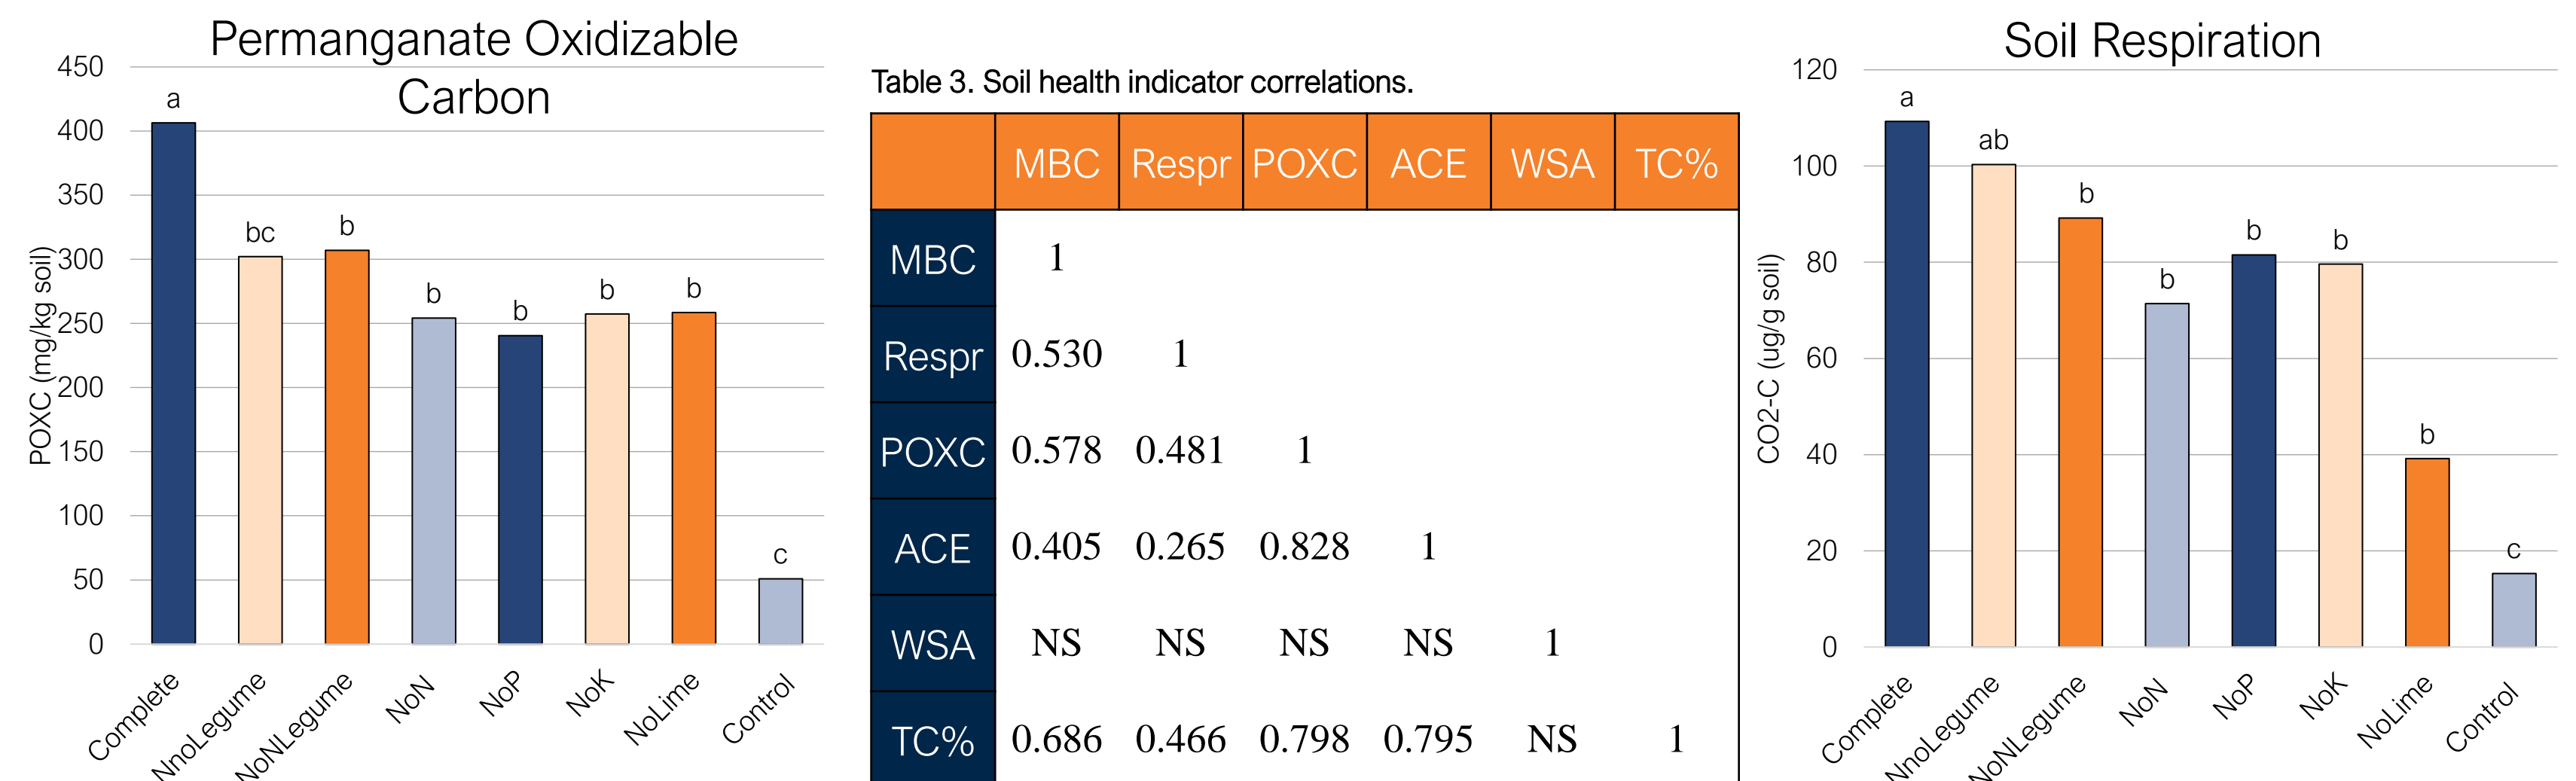 Permanganate Oxidizable
Carbon
POXC (mg/kg soil)
450
400
350
300
250
200
150
100
50
0
a
bc
b
b
b
b
b
c
Complete
NnoLegume
NoNLegume
NoN
NoP
NoK
NoLime
Control
Table 3. Soil health indicator correlations.
MBC Respr POXC ACE WSA TC%
MBC 1
Respr 0.530 1
POXC 0.578 0.481 1
ACE 0.405 0.265 0.828 1
WSA NS NS NS NS 1
TC% 0.686 0.466 0.798 0.795 NS 1
Soil Respiration
CO2-C (ug/g soil)
120
100
80
60
40
20
0
a
ab
b
b
b
b
b
c
Complete
NnoLegume
NoNLegume
NoN
NoP
NoK
NoLime
Control